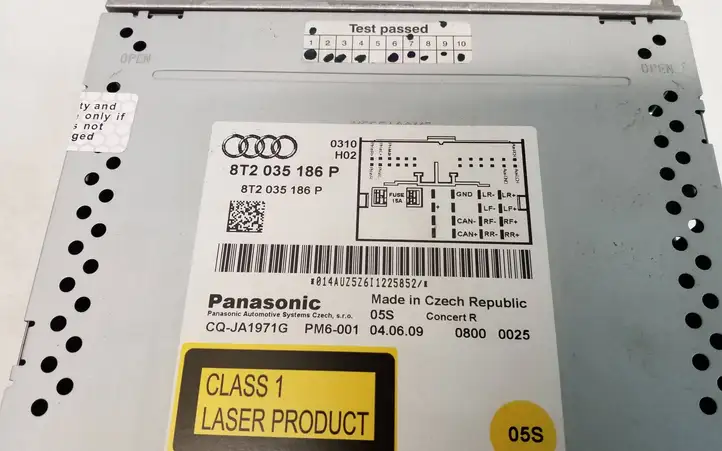 Test passed
1 2 3 4 5 6 7 8 9 10
OPEN
OPEN
ty and
only if
s not
ged
0310
H02
8T2 035 186 P
8T2 035 186 P
FUSE
15A
+ GND LR- LR+
LF- LF+
CAN- RF- RF+
CAN+ RR- RR+
*014AUZ5Z6I1225852/*
Panasonic
Made in Czech Republic
Panasonic Automotive Systems Czech, s.r.o.
05S Concert R
CQ-JA1971G PM6-001 04.06.09 0800 0025
CLASS 1
LASER PRODUCT
05S